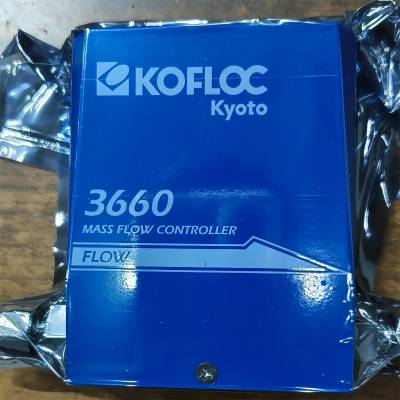 KOFLOC
Kyoto
3660
MASS FLOW CONTROLLER
FLOW